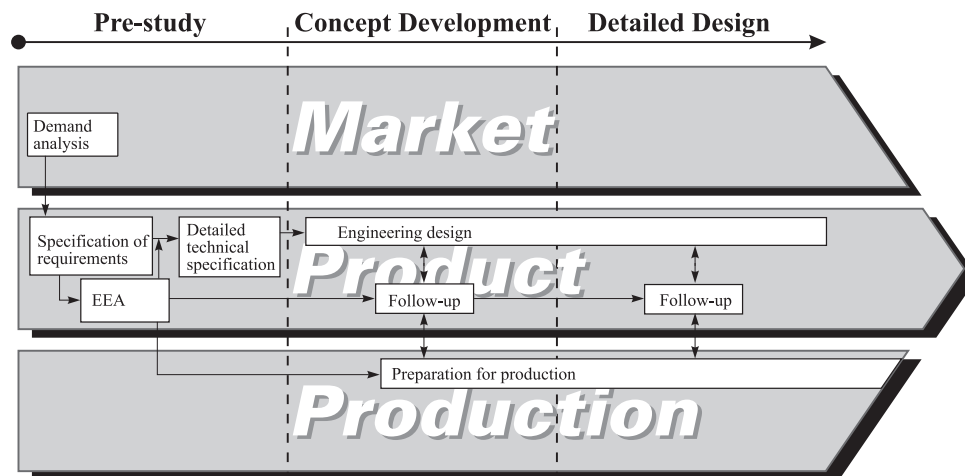 Pre-study
Concept Development
Detailed Design
Market
Demand
analysis
Product
Specification of
requirements
Detailed
technical
specification
Engineering design
EEA
Follow-up
Follow-up
Production
Preparation for production